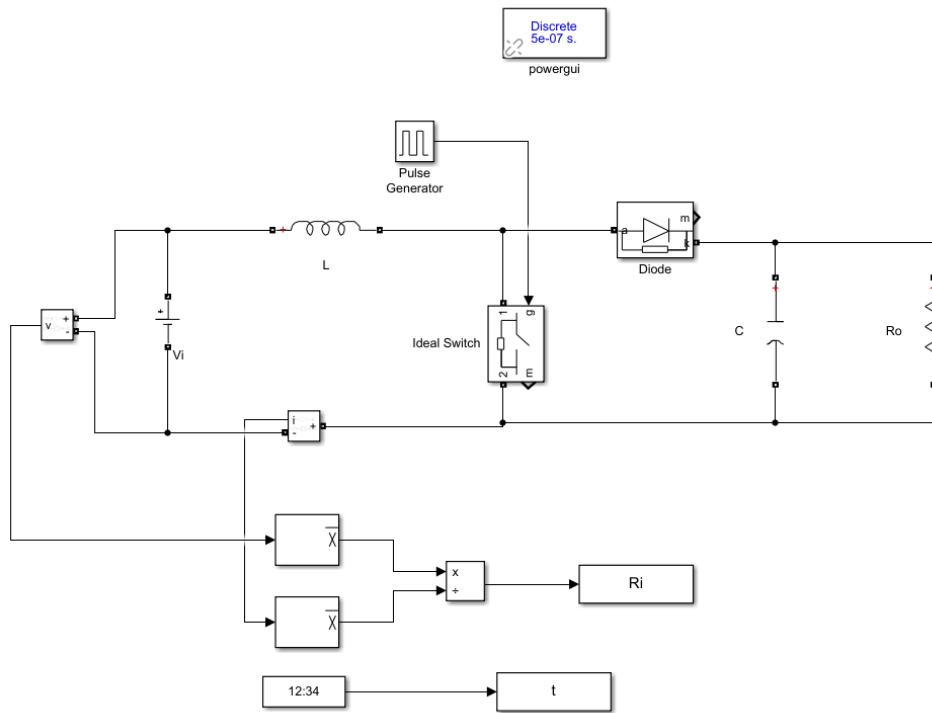 Discrete
5e-07 s.
powergui
Pulse
Generator
+
L
a
m
k
Diode
v
+
-
+
Vi
Ideal Switch
1
g
2
m
+
C
+
Ro
i
-
+
x
x
÷
Ri
x
12:34
t